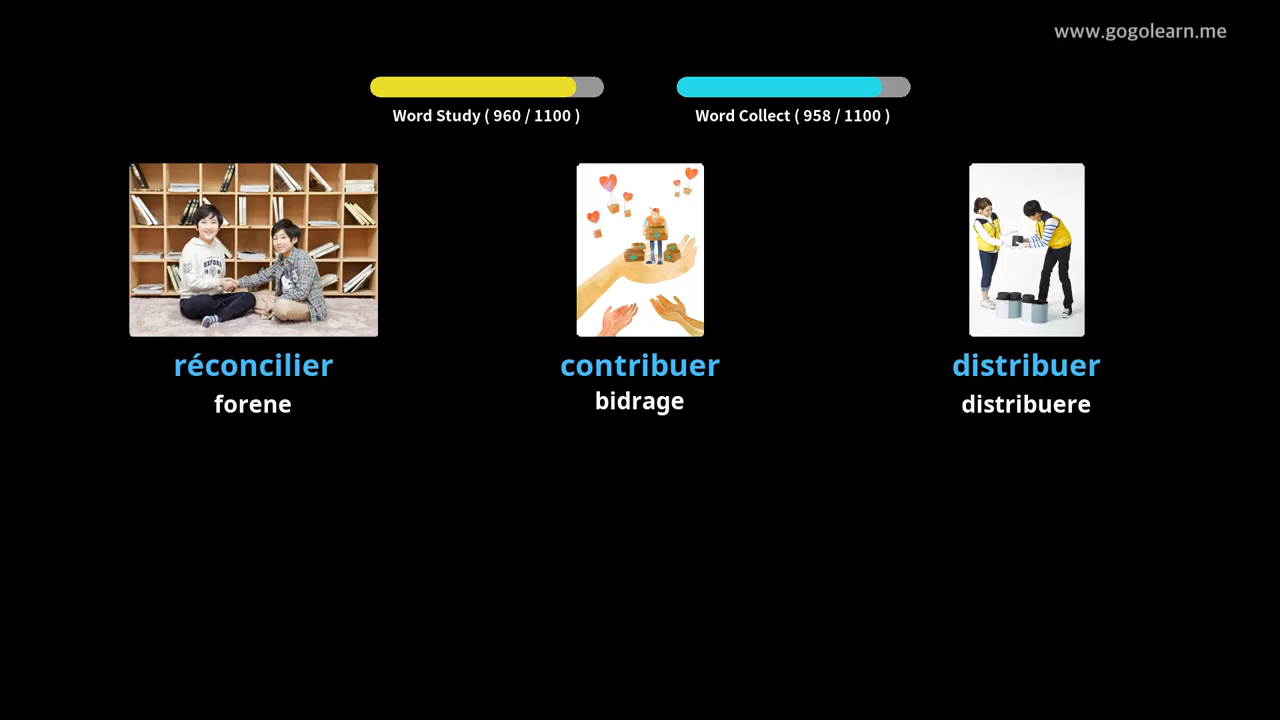 www.gogolearn.me
Word Study ( 960 / 1100 )
Word Collect ( 958 / 1100 )
réconcilier
forene
contribuer
bidrage
distribuer
distribuere